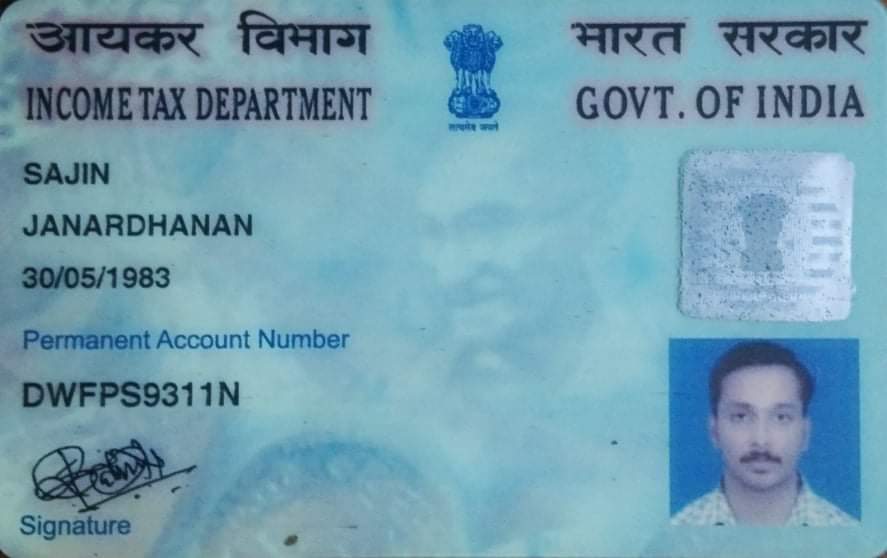 आयकर विभाग
INCOME TAX DEPARTMENT
सत्यमेव जयते
भारत सरकार
GOVT. OF INDIA
SAJIN
JANARDHANAN
30/05/1983
Permanent Account Number
DWFPS9311N
Signature